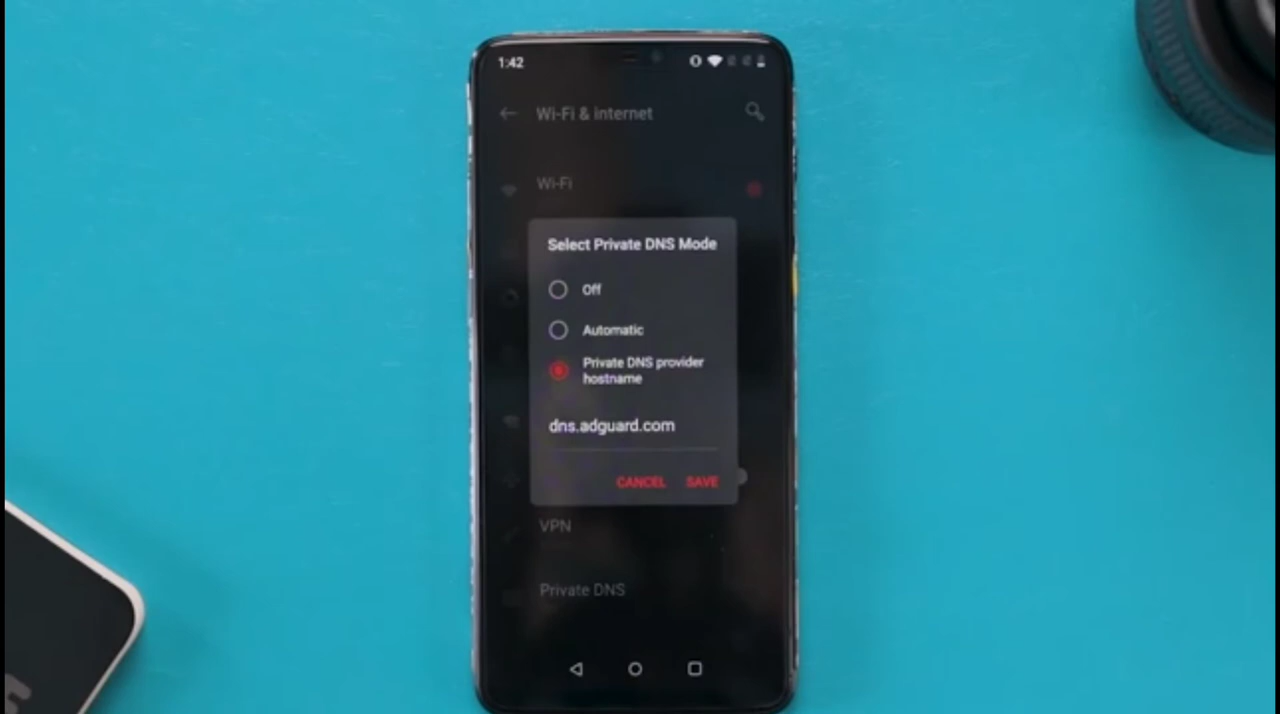 1:42
Wi-Fi & Internet
Wi-Fi
Select Private DNS Mode
Off
Automatic
Private DNS provider
hostname
dns.adguard.com
CANCEL SAVE
VPN
Private DNS